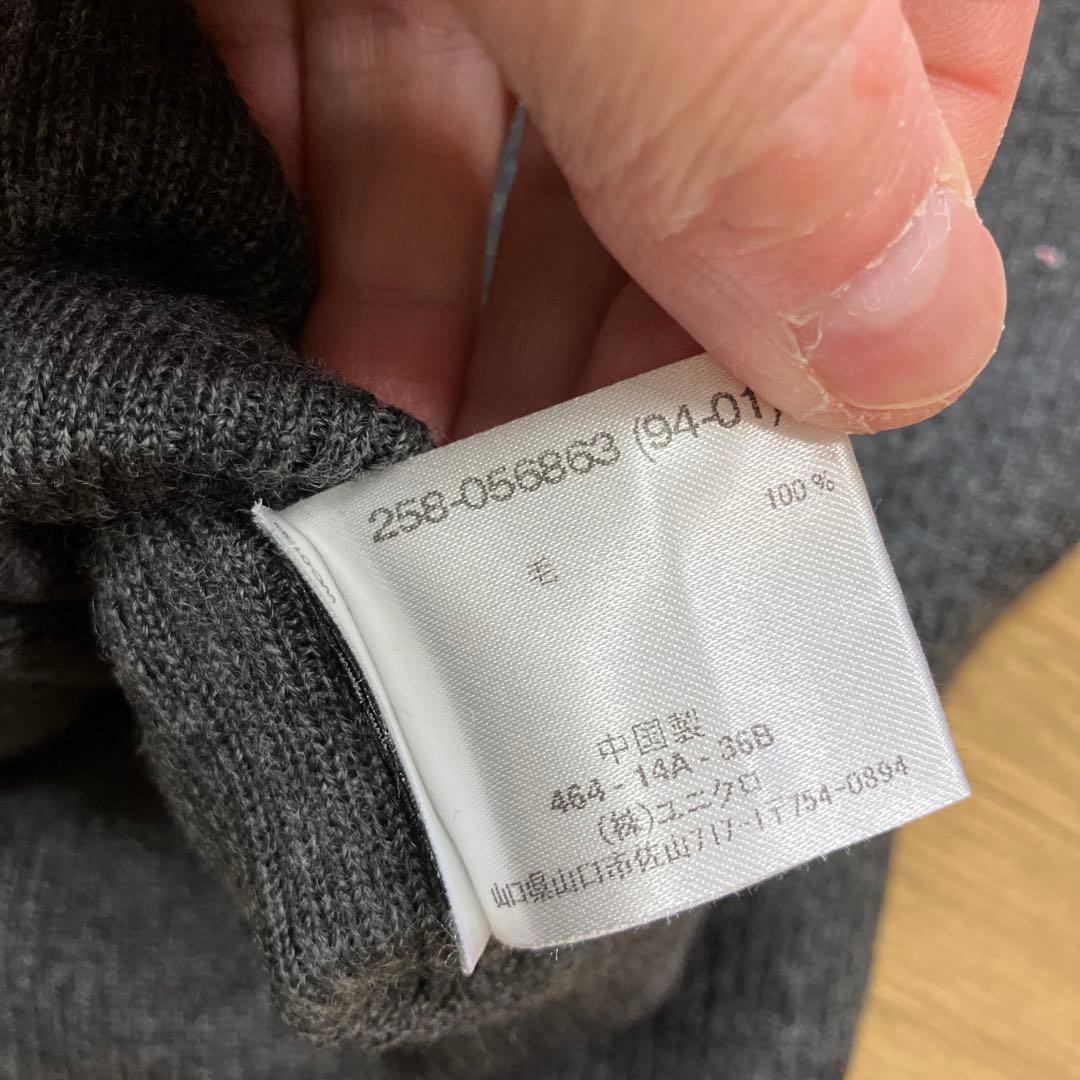 258-056863 (94-01)
毛 100 %
中国製
464-14A-36B
(株)ユニクロ
山口県山口市佐山717-1〒754-0894